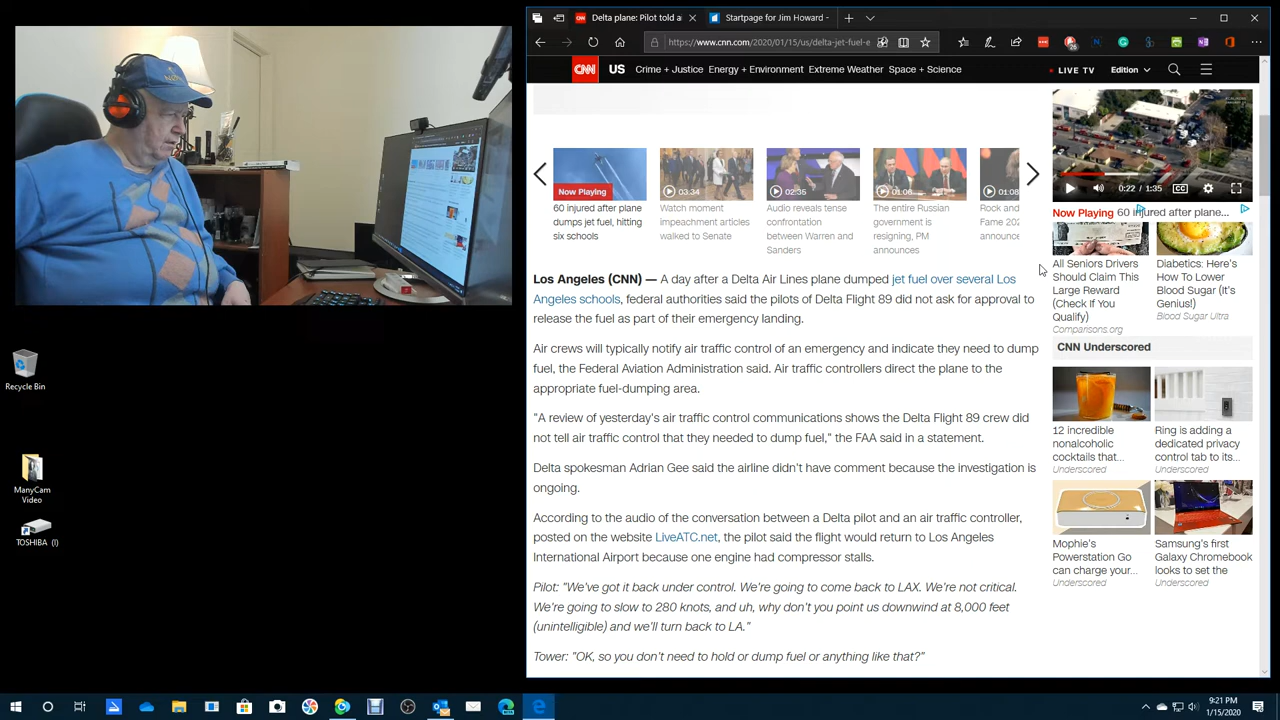 Delta plane: Pilot told a
Startpage for Jim Howard -
https://www.cnn.com/2020/01/15/us/delta-jet-fuel-e
CNN US Crime + Justice Energy + Environment Extreme Weather Space + Science LIVE TV Edition
Now Playing
03:34
02:35
01:06
01:08
60 injured after plane
dumps jet fuel, hitting
six schools
Watch moment
impeachment articles
walked to Senate
Audio reveals tense
confrontation
between Warren and
Sanders
The entire Russian
government is
resigning, PM
announces
Rock and
Fame 202
announce
0:22 / 1:35 CC
Now Playing 60 injured after plane...
All Seniors Drivers
Should Claim This
Large Reward
(Check If You
Qualify)
Comparisons.org
Diabetes: Here's
How To Lower
Blood Sugar (It's
Genius!)
Blood Sugar Ultra
Los Angeles (CNN) — A day after a Delta Air Lines plane dumped jet fuel over several Los
Angeles schools, federal authorities said the pilots of Delta Flight 89 did not ask for approval to
release the fuel as part of their emergency landing.
Air crews will typically notify air traffic control of an emergency and indicate they need to dump
fuel, the Federal Aviation Administration said. Air traffic controllers direct the plane to the
appropriate fuel-dumping area.
"A review of yesterday's air traffic control communications shows the Delta Flight 89 crew did
not tell air traffic control that they needed to dump fuel," the FAA said in a statement.
Delta spokesman Adrian Gee said the airline didn't have comment because the investigation is
ongoing.
According to the audio of the conversation between a Delta pilot and an air traffic controller,
posted on the website LiveATC.net, the pilot said the flight would return to Los Angeles
International Airport because one engine had compressor stalls.
Pilot: "We've got it back under control. We're going to come back to LAX. We're not critical.
We're going to slow to 280 knots, and uh, why don't you point us downwind at 8,000 feet
(unintelligible) and we'll turn back to LA."
Tower: "OK, so you don't need to hold or dump fuel or anything like that?"
CNN Underscored
12 incredible
nonalcoholic
cocktails that...
Underscored
Ring is adding a
dedicated privacy
control tab to its...
Underscored
Mophie's
Powerstation Go
can charge your...
Underscored
Samsung's first
Galaxy Chromebook
looks to set the
Underscored
Recycle Bin
ManyCam
Video
TOSHIBA (I)
9:21 PM
1/15/2020